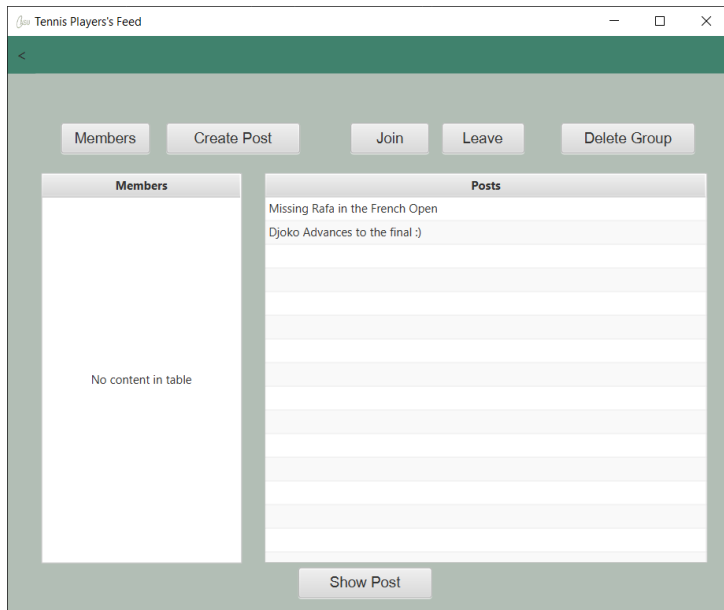 Tennis Players's Feed
<
Members Create Post Join Leave Delete Group
Members Posts
Missing Rafa in the French Open
Djoko Advances to the final :)
No content in table
Show Post